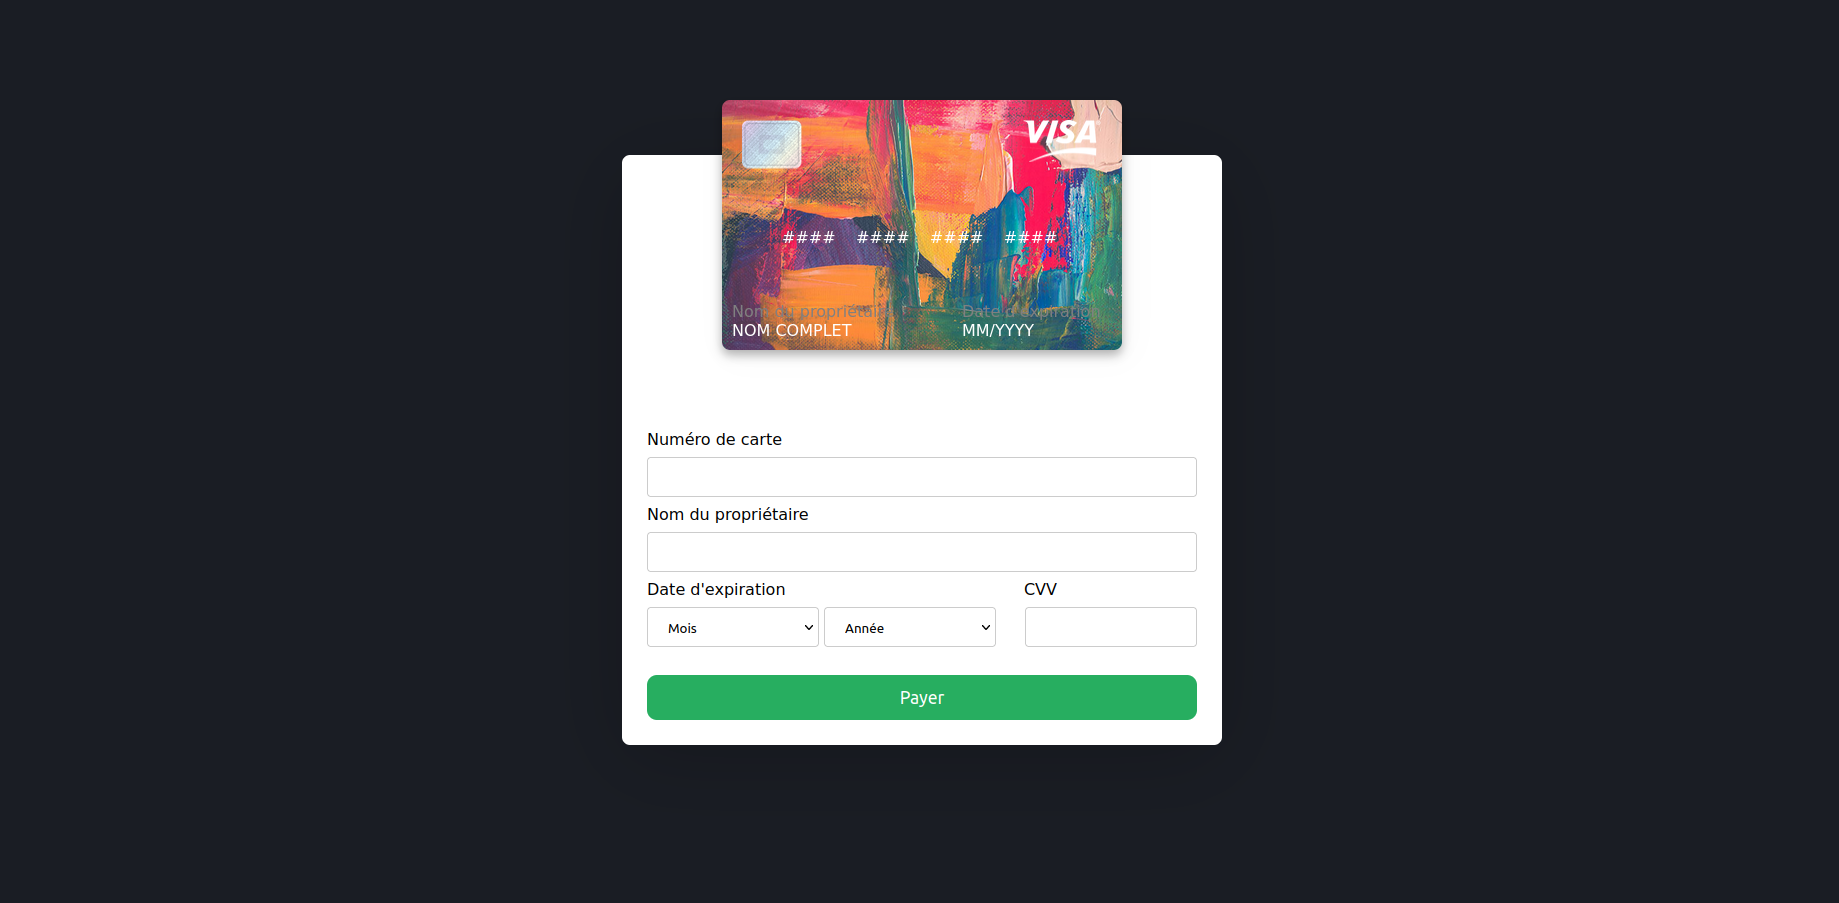 VISA
#### #### #### ####
Nom du propriétaire Date d'expiration
NOM COMPLET MM/YYYY
Numéro de carte
Nom du propriétaire
Date d'expiration CVV
Mois Année
Payer